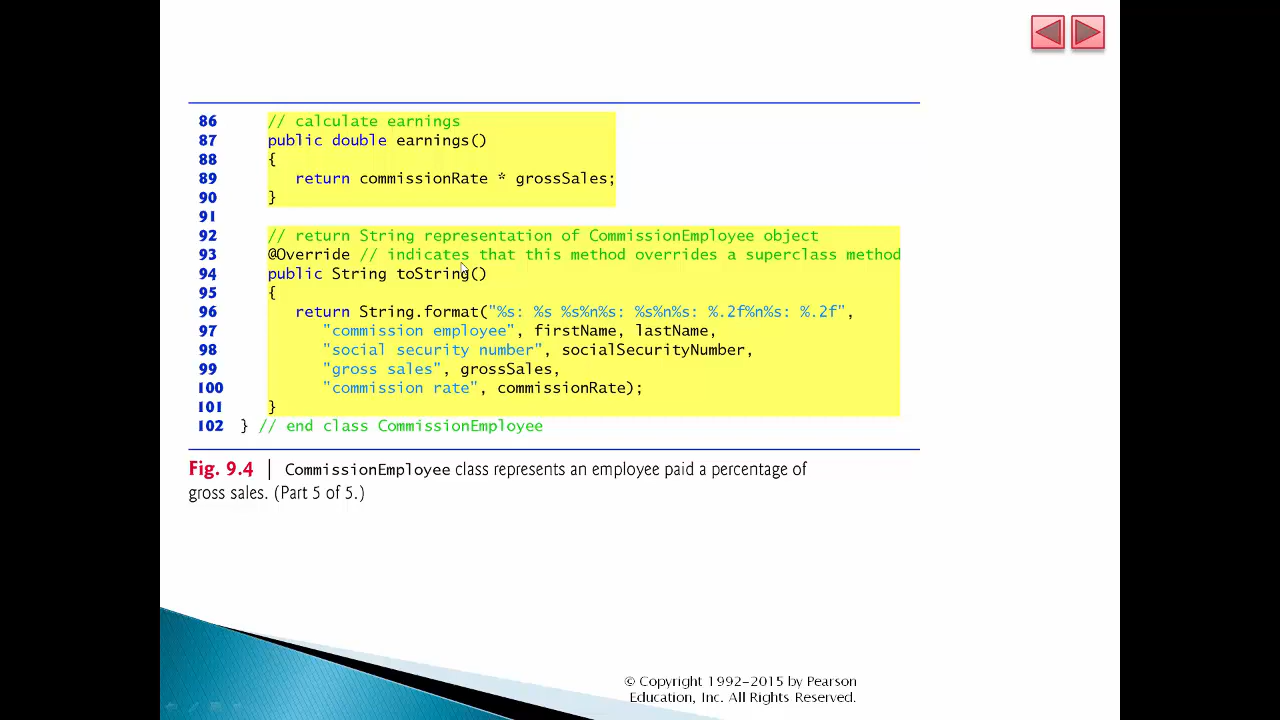 86 // calculate earnings
87 public double earnings()
88 {
89 return commissionRate * grossSales;
90 }
91
92 // return String representation of CommissionEmployee object
93 @Override // indicates that this method overrides a superclass method
94 public String toString()
95 {
96 return String.format("%s: %s %s%n%s: %s%n%s: %.2f%n%s: %.2f",
97 "commission employee", firstName, lastName,
98 "social security number", socialSecurityNumber,
99 "gross sales", grossSales,
100 "commission rate", commissionRate);
101 }
102 } // end class CommissionEmployee
Fig. 9.4 | CommissionEmployee class represents an employee paid a percentage of
gross sales. (Part 5 of 5.)
© Copyright 1992–2015 by Pearson
Education, Inc. All Rights Reserved.